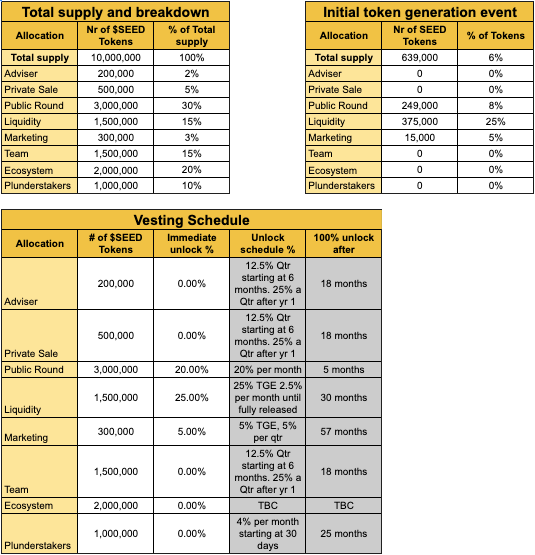 Total supply and breakdown
Allocation
Nr of $SEED
Tokens
% of Total
supply
Total supply 10,000,000 100%
Adviser 200,000 2%
Private Sale 500,000 5%
Public Round 3,000,000 30%
Liquidity 1,500,000 15%
Marketing 300,000 3%
Team 1,500,000 15%
Ecosystem 2,000,000 20%
Plunderstakers 1,000,000 10%
Initial token generation event
Allocation
Nr of SEED
Tokens
% of Tokens
Total supply 639,000 6%
Adviser 0 0%
Private Sale 0 0%
Public Round 249,000 8%
Liquidity 375,000 25%
Marketing 15,000 5%
Team 0 0%
Ecosystem 0 0%
Plunderstakers 0 0%
Vesting Schedule
Allocation
# of $SEED
Tokens
Immediate
unlock %
Unlock
schedule %
100% unlock
after
Adviser
200,000
0.00%
12.5% Qtr
starting at 6
months. 25% a
Qtr after yr 1
18 months
Private Sale
500,000
0.00%
12.5% Qtr
starting at 6
months. 25% a
Qtr after yr 1
18 months
Public Round 3,000,000 20.00% 20% per month 5 months
Liquidity
1,500,000
25.00%
25% TGE 2.5%
per month until
fully released
30 months
Marketing
300,000
5.00%
5% TGE, 5%
per qtr
57 months
Team
1,500,000
0.00%
12.5% Qtr
starting at 6
months. 25% a
Qtr after yr 1
18 months
Ecosystem 2,000,000 0.00% TBC TBC
Plunderstakers
1,000,000
0.00%
4% per month
starting at 30
days
25 months